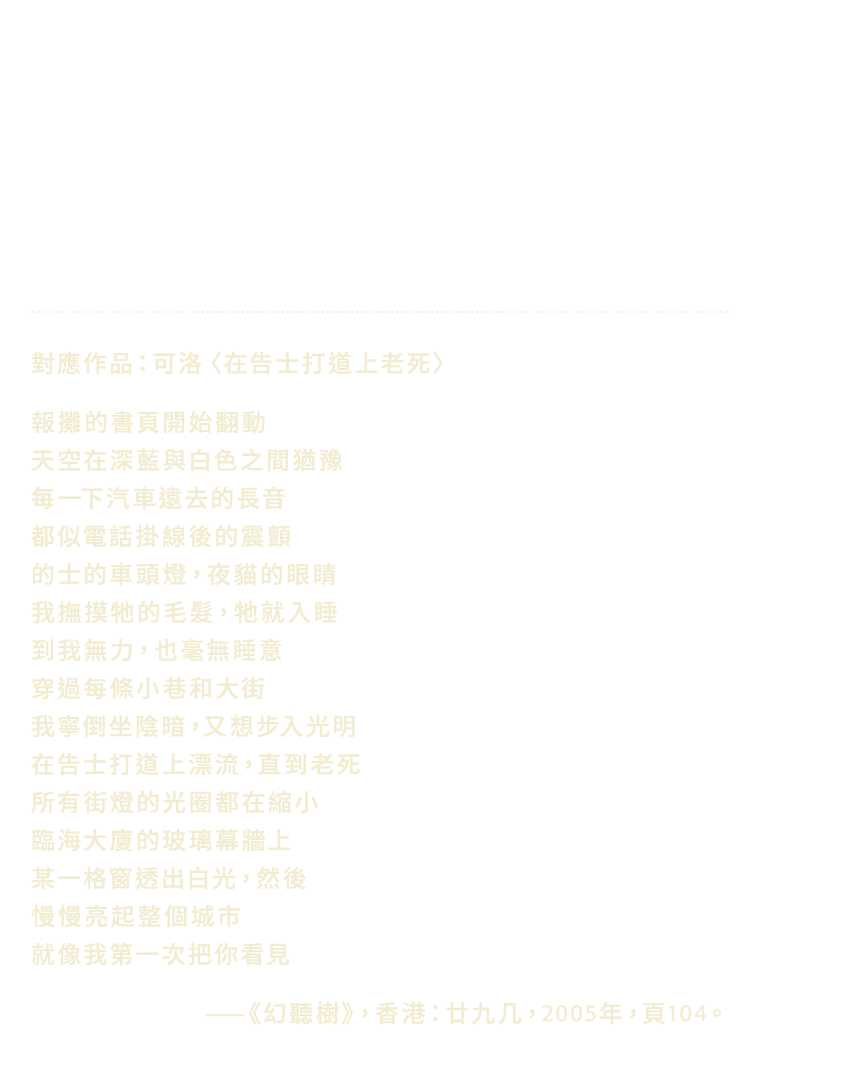 對應作品：可洛〈在告士打道上老死〉
報攤的書頁開始翻動
天空在深藍與白色之間猶豫
每一下汽車遠去的長音
都似電話掛線後的震顫
的士的車頭燈，夜貓的眼睛
我撫摸牠的毛髮，牠就入睡
到我無力，也毫無睡意
穿過每條小巷和大街
我寧倒坐陰暗，又想步入光明
在告士打道上漂流，直到老死
所有街燈的光圈都在縮小
臨海大廈的玻璃幕牆上
某一格窗透出白光，然後
慢慢亮起整個城市
就像我第一次把你看見
——《幻聽樹》，香港：廿九几，2005年，頁104。